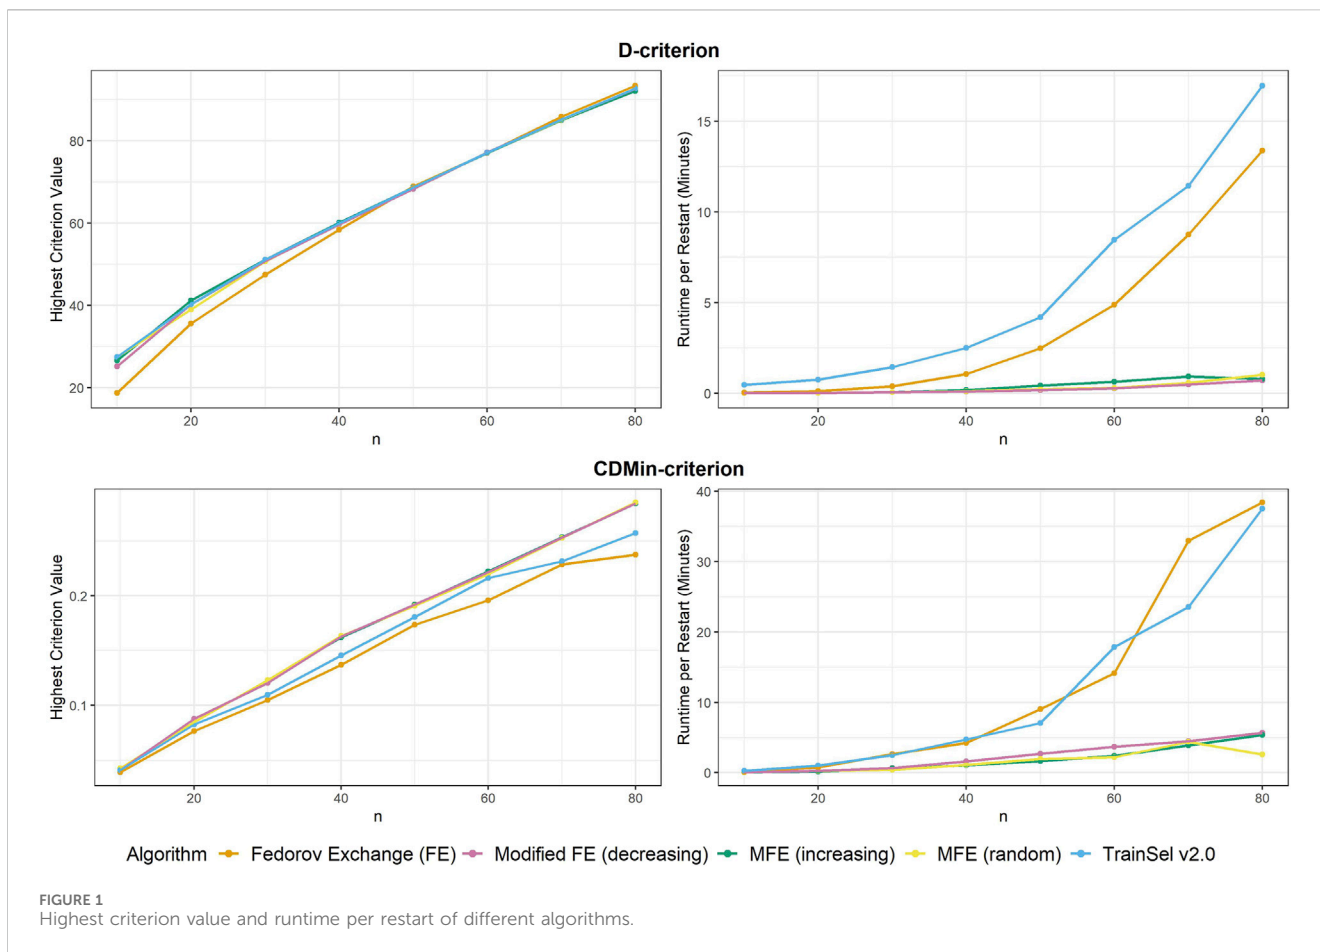 D-criterion
Highest Criterion Value
80
60
40
20
20 40 60 80
n
Runtime per Restart (Minutes)
15
10
5
0
20 40 60 80
n
CDMin-criterion
Highest Criterion Value
0.2
0.1
20 40 60 80
n
Runtime per Restart (Minutes)
40
30
20
10
0
20 40 60 80
n
Algorithm Fedorov Exchange (FE) Modified FE (decreasing) MFE (increasing) MFE (random) TrainSel v2.0
FIGURE 1
Highest criterion value and runtime per restart of different algorithms.